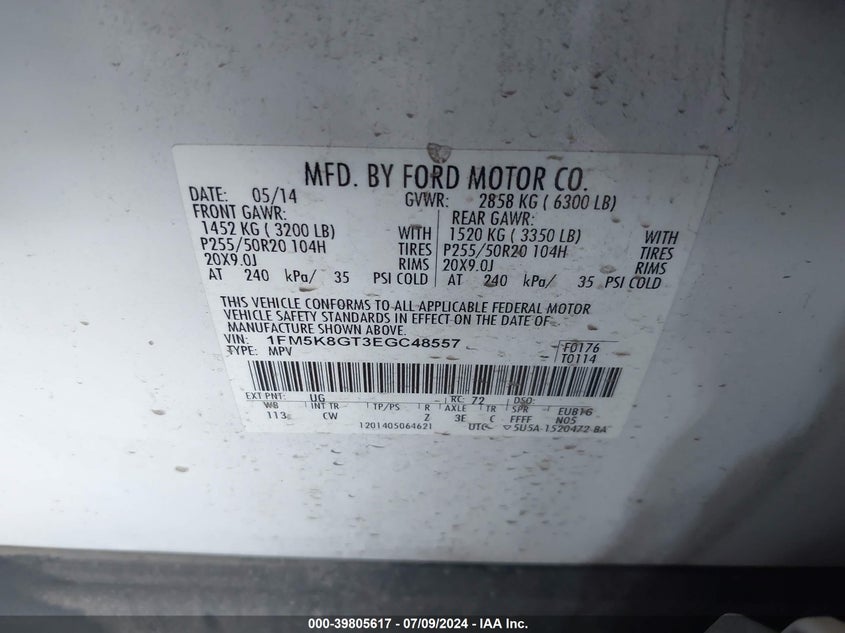 MFD. BY FORD MOTOR CO.
DATE: 05/14 GVWR: 2858 KG ( 6300 LB)
FRONT GAWR: REAR GAWR:
1452 KG ( 3200 LB) WITH 1520 KG ( 3350 LB) WITH
P255/50R20 104H TIRES P255/50R20 104H TIRES
20X9.0J RIMS 20X9.0J RIMS
AT 240 kPa/ 35 PSI COLD AT 240 kPa/ 35 PSI COLD
THIS VEHICLE CONFORMS TO ALL APPLICABLE FEDERAL MOTOR
VEHICLE SAFETY STANDARDS IN EFFECT ON THE DATE OF
MANUFACTURE SHOWN ABOVE.
VIN: 1FM5K8GT3EGC48557 F0176
TYPE: MPV T0114
EXT PNT: UG RC: 72 DSO:
WB INT TR TP/PS R AXLE TR SPR EUB16
113 CW Z 3E C FFFF N05
1201405064621 UTC ▽5U5A-1520472-BA
000-39805617 - 07/09/2024 - IAA Inc.